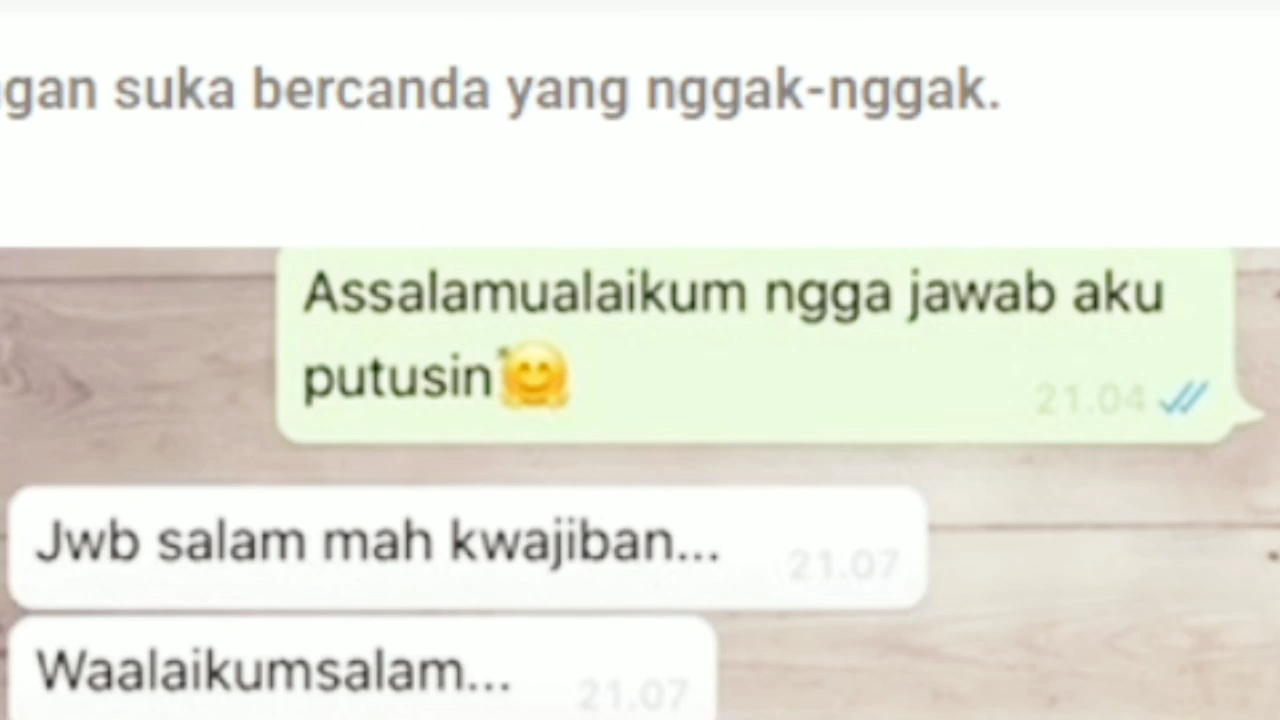 suka bercanda yang nggak-nggak.
Assalamualaikum ngga jawab aku
putusin🤗
21.04
Jwb salam mah kwajiban...
21.07
Waalaikumsalam...
21.07